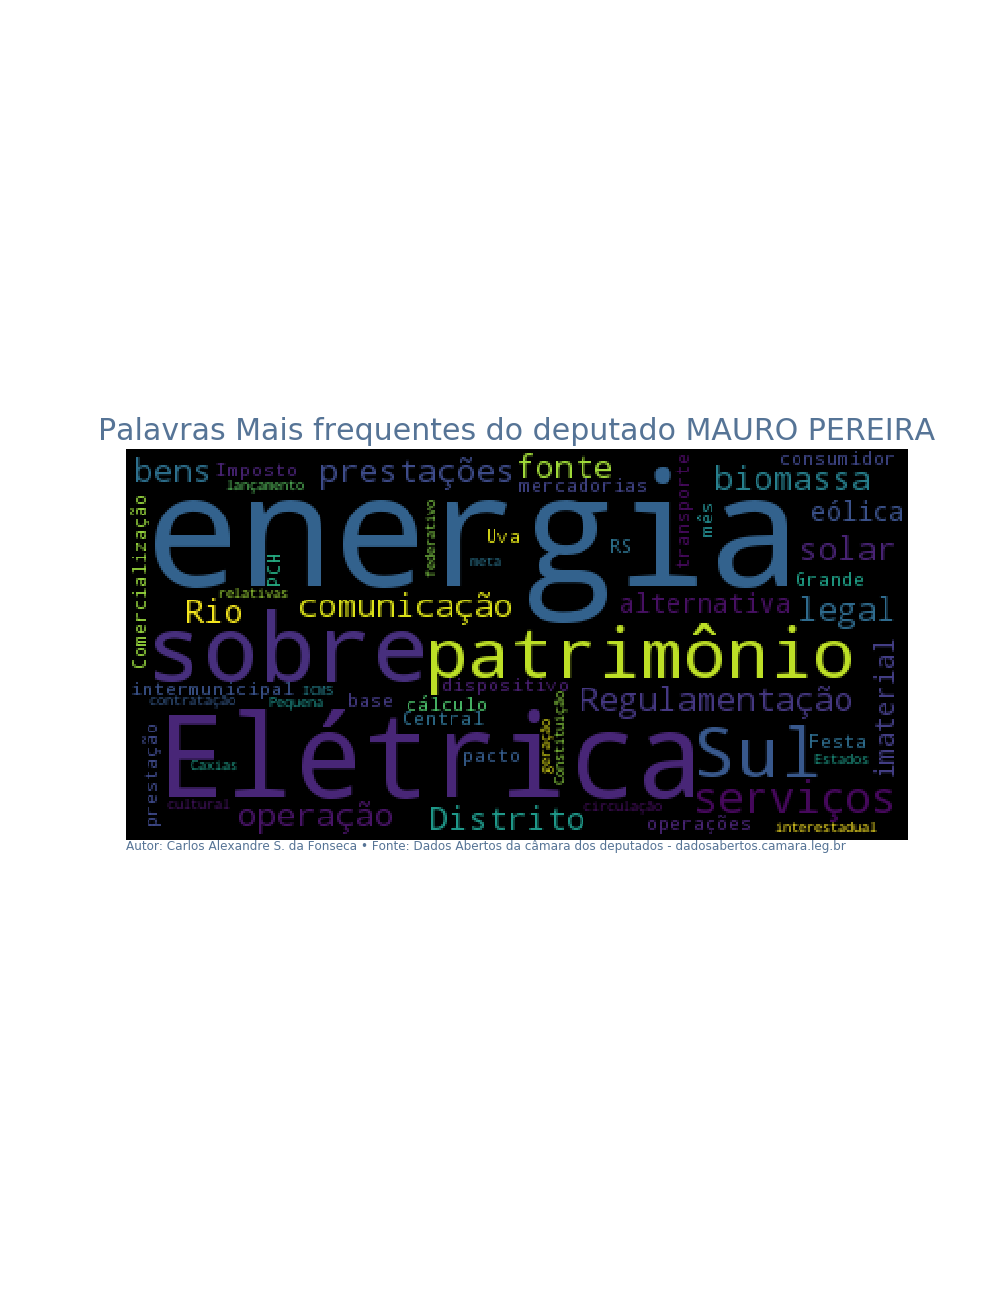 Palavras Mais frequentes do deputado MAURO PEREIRA
bens
Imposto
lançamento
prestações
fonte
mercadorias
transporte
consumidor
biomassa
mês
eólica
Comercialização
energia
federativo
Uva
meta
RS
solar
PCH
relativas
Grande
Rio
comunicação
alternativa
legal
sobre
patrimônio
imaterial
intermunicipal
ICMS
contratação
Pequena
base
cálculo
dispositivo
Central
Regulamentação
Constituição
geração
prestação
Elétrica
Caxias
pacto
Sul
Festa
Estados
cultural
operação
Distrito
circulação
serviços
operações
interestadual
Autor: Carlos Alexandre S. da Fonseca • Fonte: Dados Abertos da câmara dos deputados - dadosabertos.camara.leg.br